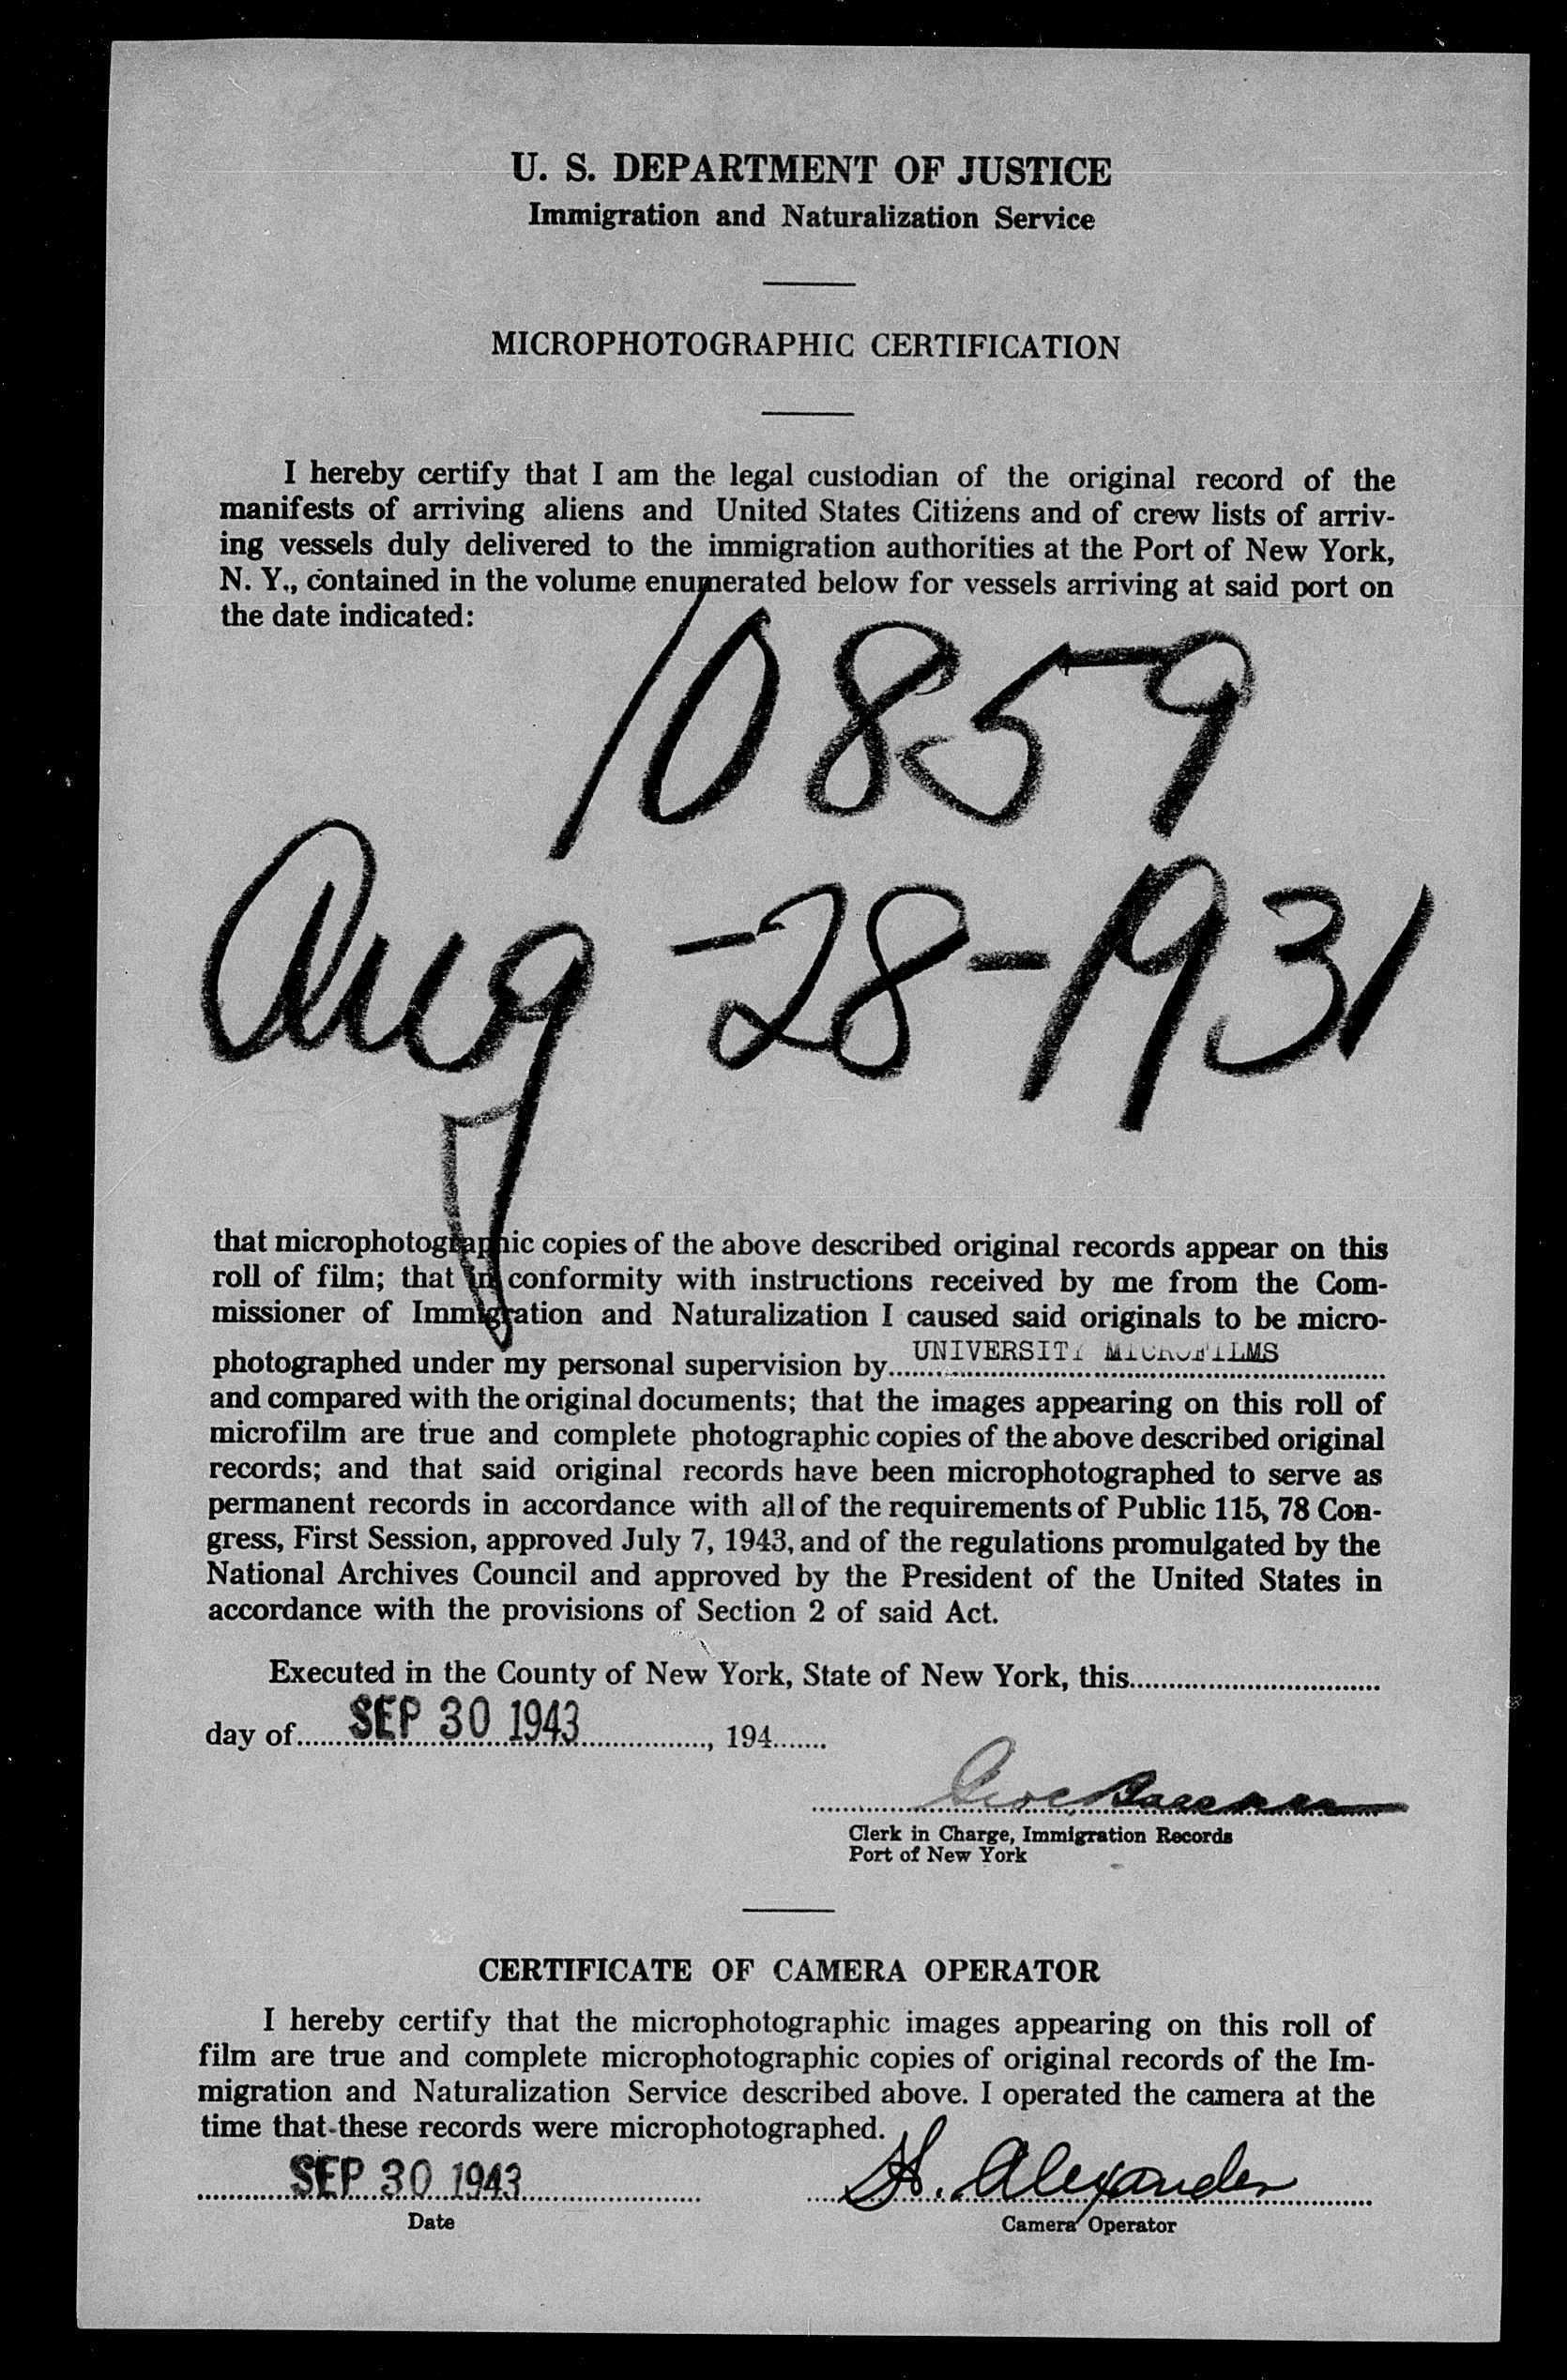 U. S. DEPARTMENT OF JUSTICE
Immigration and Naturalization Service
MICROPHOTOGRAPHIC CERTIFICATION
I hereby certify that I am the legal custodian of the original record of the
manifests of arriving aliens and United States Citizens and of crew lists of arriv-
ing vessels duly delivered to the immigration authorities at the Port of New York,
N. Y., contained in the volume enumerated below for vessels arriving at said port on
the date indicated:
10859
Aug -28-1931
that microphotographic copies of the above described original records appear on this
roll of film; that in conformity with instructions received by me from the Com-
missioner of Immigration and Naturalization I caused said originals to be micro-
photographed under my personal supervision by UNIVERSITY MICROFILMS
and compared with the original documents; that the images appearing on this roll of
microfilm are true and complete photographic copies of the above described original
records; and that said original records have been microphotographed to serve as
permanent records in accordance with all of the requirements of Public 115, 78 Con-
gress, First Session, approved July 7, 1943, and of the regulations promulgated by the
National Archives Council and approved by the President of the United States in
accordance with the provisions of Section 2 of said Act.
Executed in the County of New York, State of New York, this
day of SEP 30 1943, 194
Clerk in Charge, Immigration Records
Port of New York
CERTIFICATE OF CAMERA OPERATOR
I hereby certify that the microphotographic images appearing on this roll of
film are true and complete microphotographic copies of original records of the Im-
migration and Naturalization Service described above. I operated the camera at the
time that these records were microphotographed.
SEP 30 1943 H. Alexander
Date Camera Operator